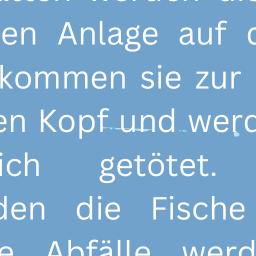 en Anlage auf
kommen sie zur
en Kopf und werd
ich getötet.
den die Fische
e Abfälle werd